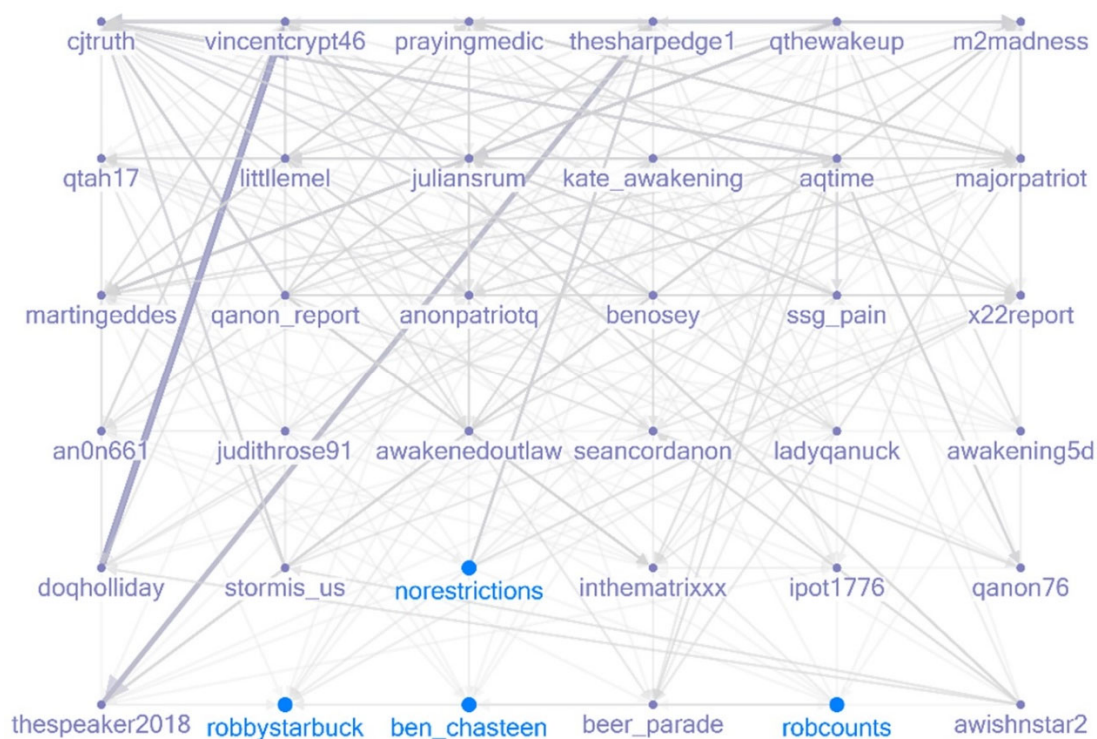 cjtruth vincentcrypt46 prayingmedic thesharpedge1 qthewakeup m2madness
qtah17 littllemel juliansrum kate_awakening aqtime majorpatriot
martingeddes qanon_report anonpatriotq benosey ssg_pain x22report
an0n661 judithrose91 awakenedoutlaw seancordanon ladyqanuck awakening5d
doqholliday stormis_us norestrictions inthematrixxx ipot1776 qanon76
thespeaker2018 robbystarbuck ben_chasteen beer_parade robcounts awishnstar2